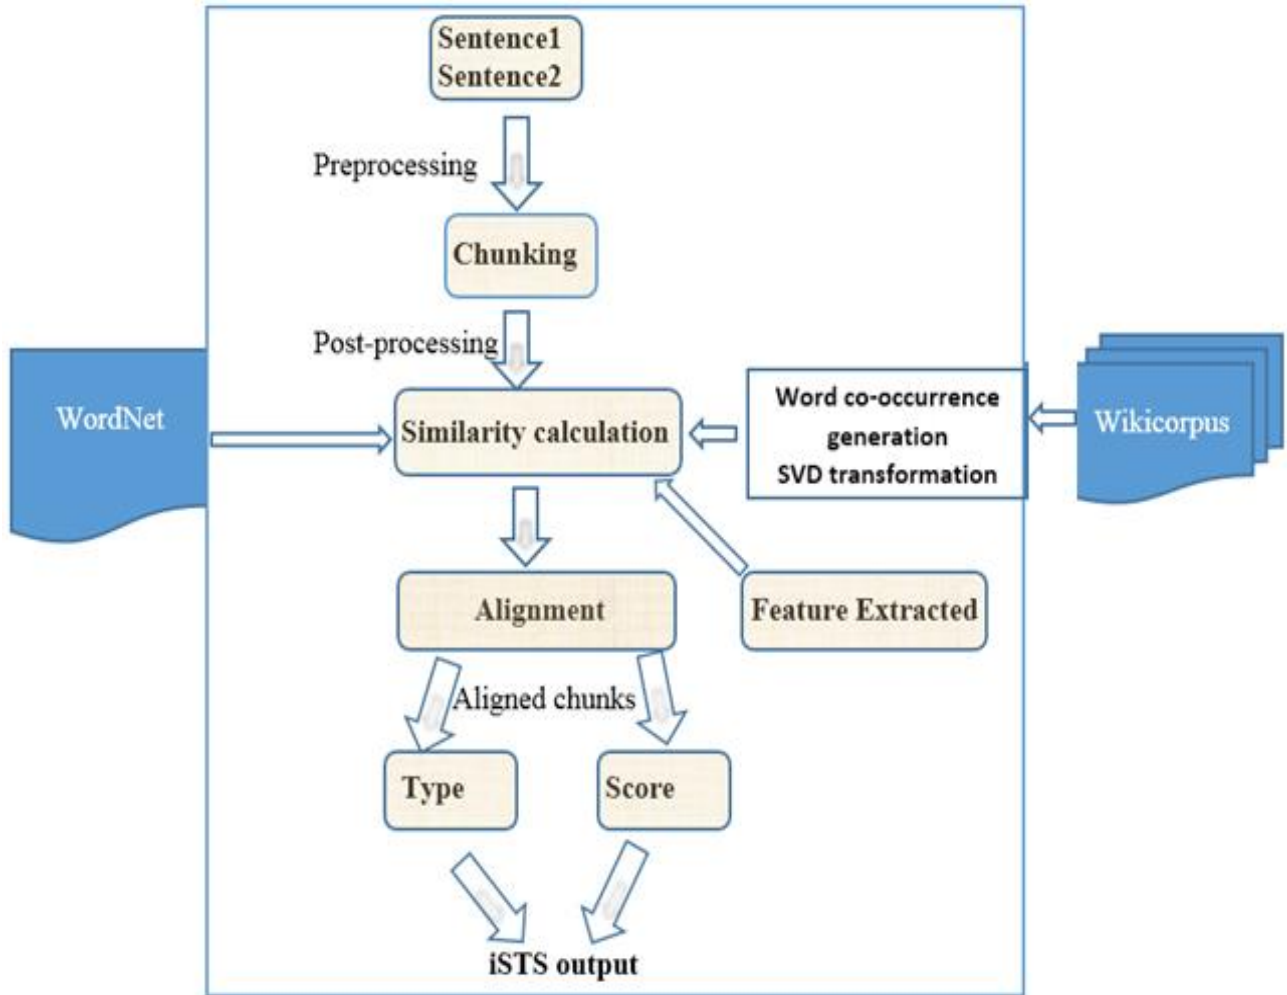 Sentence1
Sentence2
Preprocessing
Chunking
Post-processing
WordNet
Similarity calculation
Word co-occurrence
generation
SVD transformation
Wikicorpus
Alignment
Feature Extracted
Aligned chunks
Type
Score
iSTS output